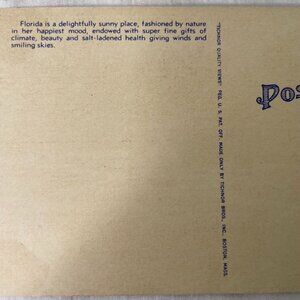 Florida is a delightfully sunny place, fashioned by nature
in her happiest mood, endowed with super fine gifts of
climate, beauty and salt-ladened health giving winds and
smiling skies.
"TICHNOR QUALITY VIEWS" REG. U. S. PAT. OFF. MADE ONLY BY TICHNOR BROS., INC. BOSTON, MASS.
Pos